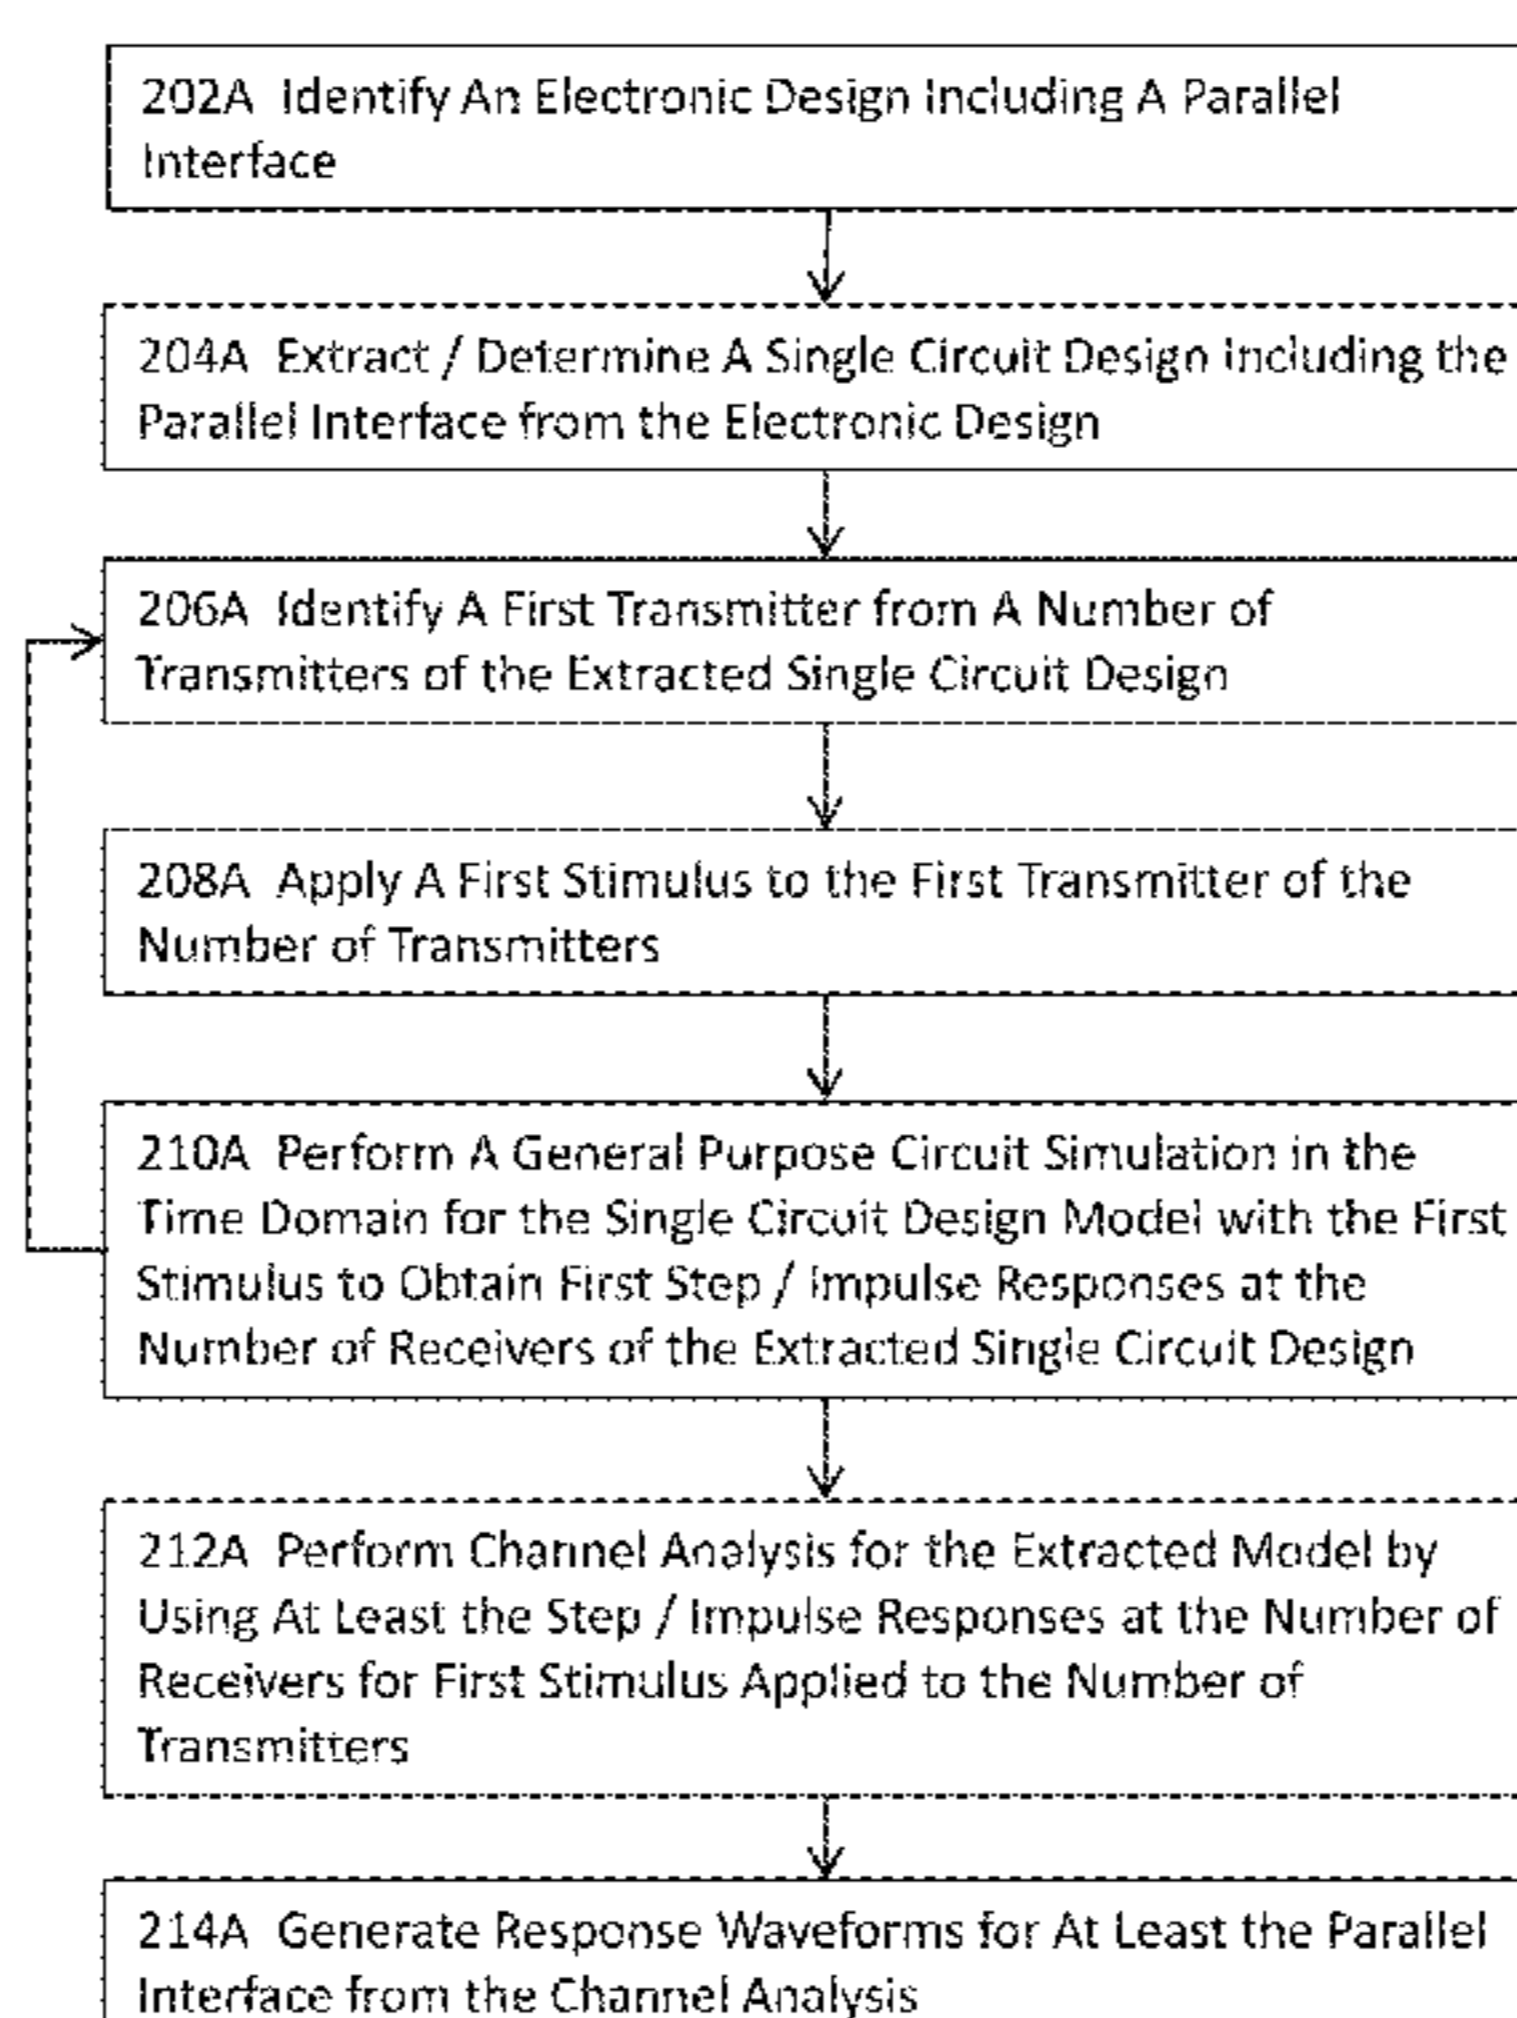 202A Identify An Electronic Design Including A Parallel
Interface
204A Extract / Determine A Single Circuit Design Including the
Parallel Interface from the Electronic Design
206A Identify A First Transmitter from A Number of
Transmitters of the Extracted Single Circuit Design
208A Apply A First Stimulus to the First Transmitter of the
Number of Transmitters
210A Perform A General Purpose Circuit Simulation in the
Time Domain for the Single Circuit Design Model with the First
Stimulus to Obtain First Step / Impulse Responses at the
Number of Receivers of the Extracted Single Circuit Design
212A Perform Channel Analysis for the Extracted Model by
Using At Least the Step / Impulse Responses at the Number of
Receivers for First Stimulus Applied to the Number of
Transmitters
214A Generate Response Waveforms for At Least the Parallel
Interface from the Channel Analysis